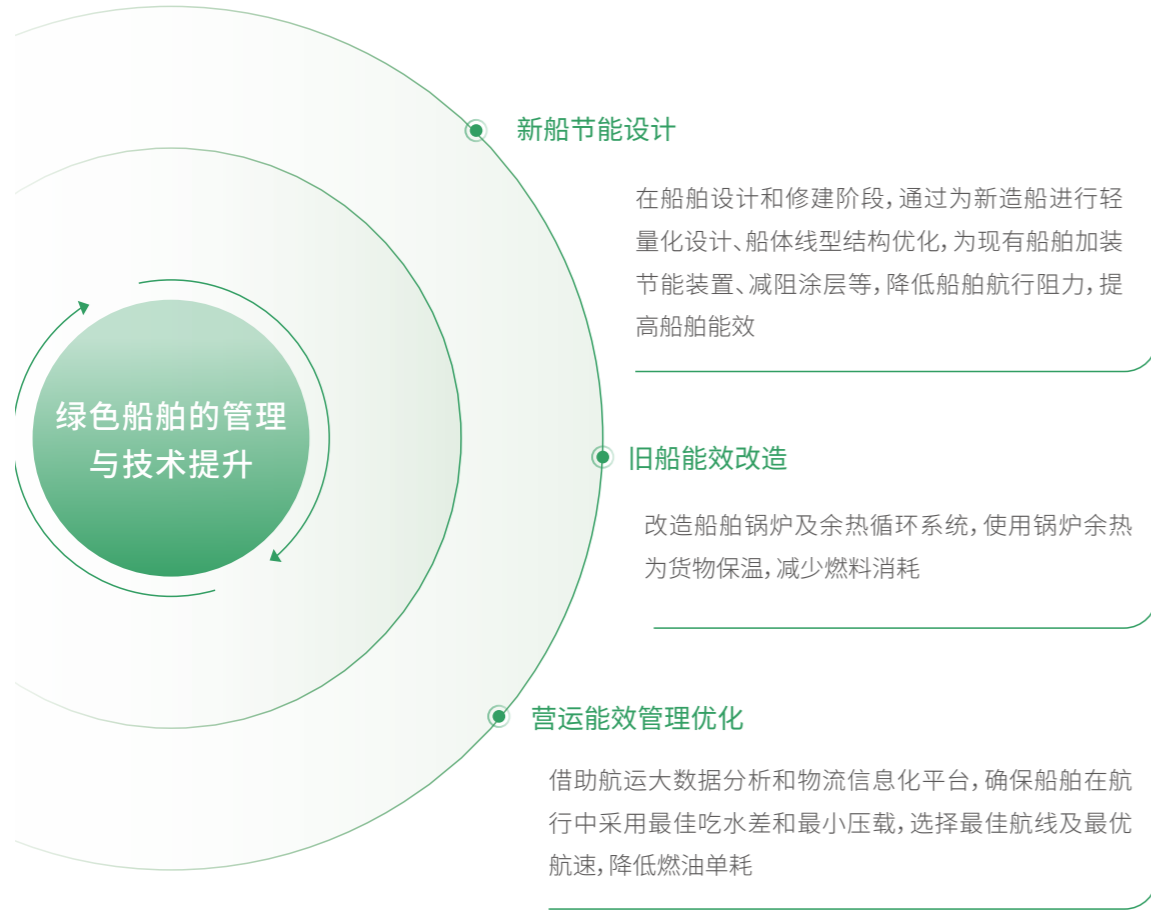 绿色船舶的管理
与技术提升
新船节能设计
在船舶设计和修建阶段，通过为新造船进行轻
量化设计、船体线型结构优化，为现有船舶加装
节能装置、减阻涂层等，降低船舶航行阻力，提
高船舶能效
旧船能效改造
改造船舶锅炉及余热循环系统，使用锅炉余热
为货物保温，减少燃料消耗
营运能效管理优化
借助航运大数据分析和物流信息化平台，确保船舶在航
行中采用最佳吃水差和最小压载，选择最佳航线及最优
航速，降低燃油单耗